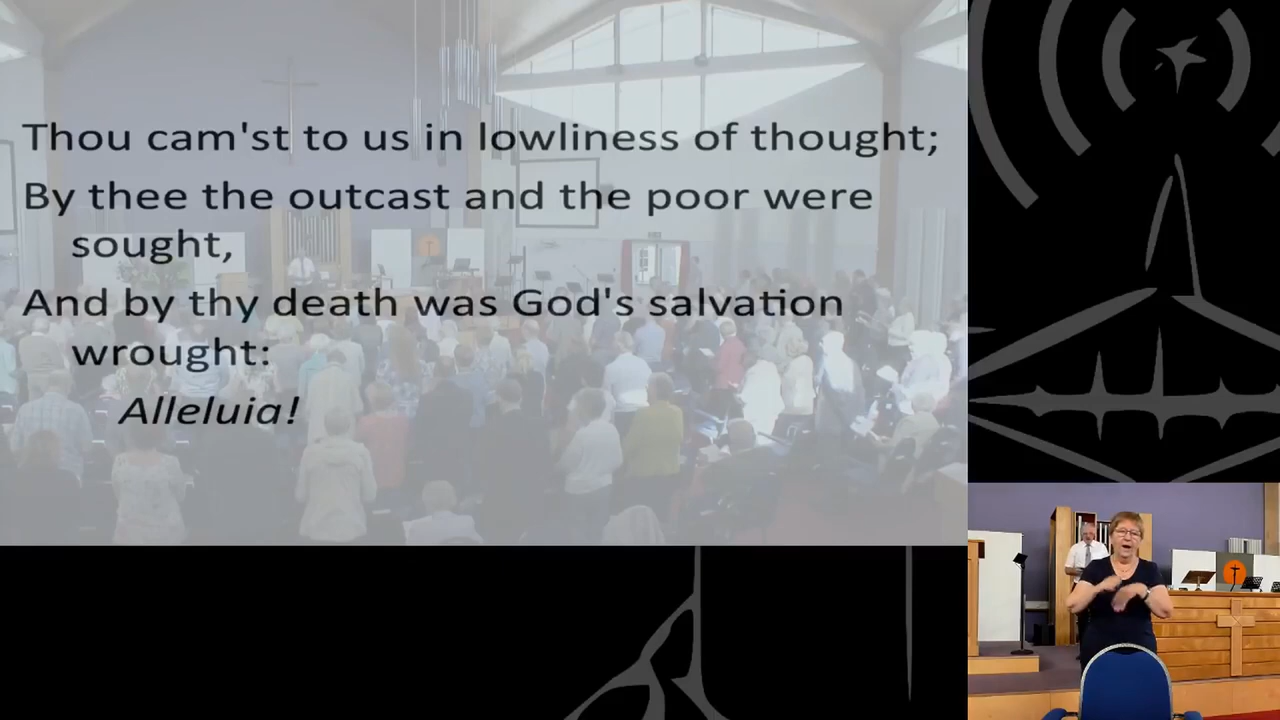 Thou cam'st to us in lowliness of thought;
By thee the outcast and the poor were
sought,
And by thy death was God's salvation
wrought:
Alleluia!